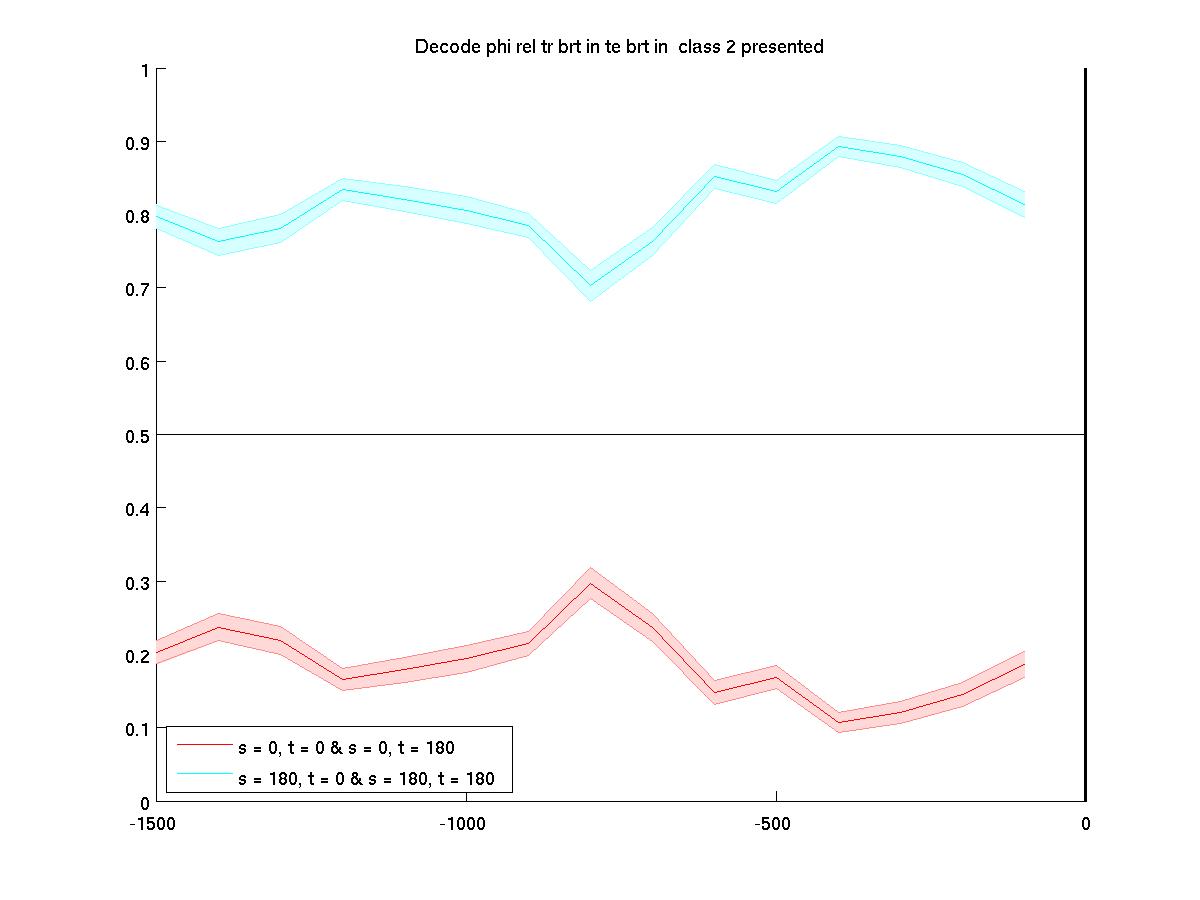 Decode phi rel tr brt in te brt in  class 2 presented
1
0.9
0.8
0.7
0.6
0.5
0.4
0.3
0.2
0.1
0
s = 0, t = 0 & s = 0, t = 180
s = 180, t = 0 & s = 180, t = 180
-1500 -1000 -500 0